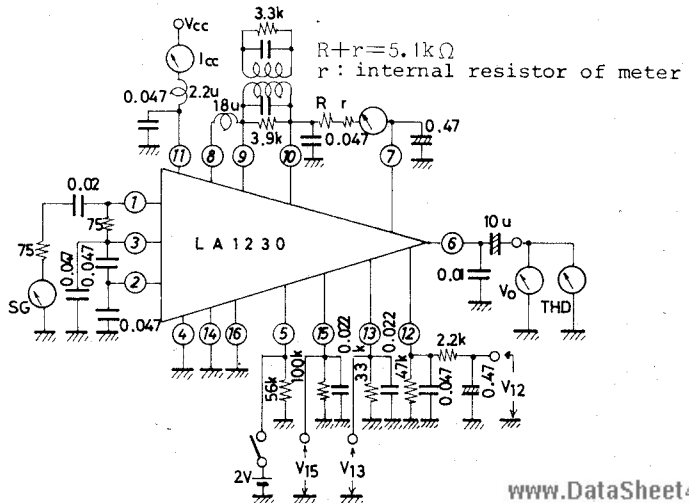 3.3k
Vcc
Icc
R+r=5.1kΩ
r: internal resistor of meter
2.2u
0.047
18u
R r
0.047
0.47
3.9k
11
8
9
10
7
0.02
1
75
3
75
LA1230
6
10u
0.047
0.047
2
0.01
Vo
THD
SG
0.047
4
14
16
5
15
13
12
0.022
0.022
2.2k
56k
100k
33k
47k
0.047
0.47
V12
2V
V15
V13
www.DataSheet4